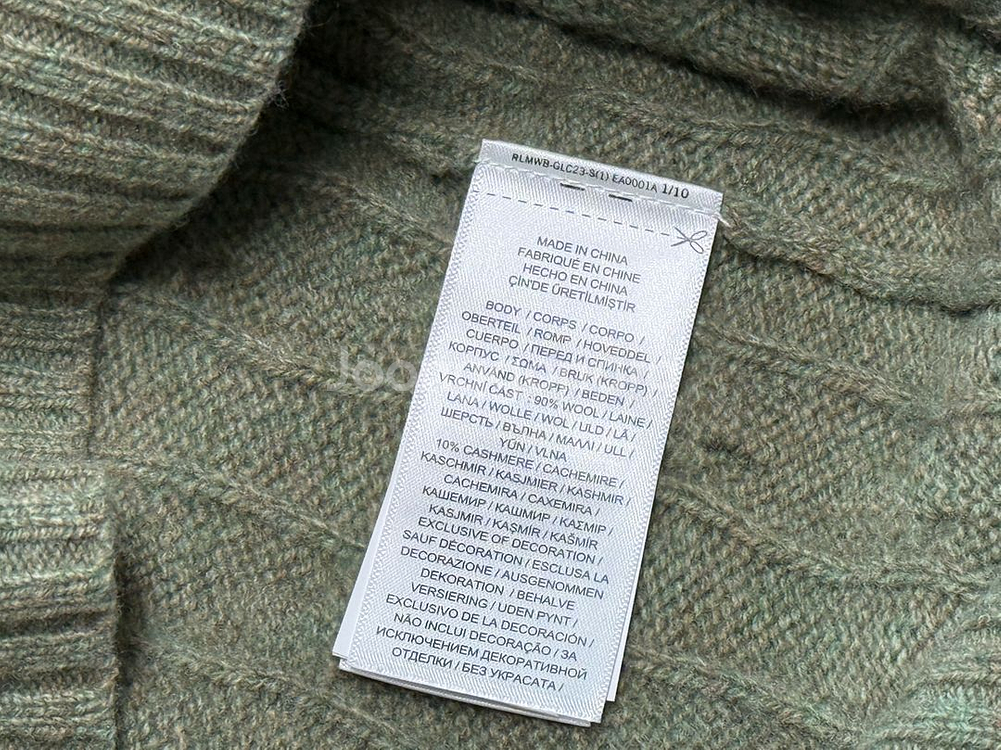 RLMWB-GLC23-S(1) EA0001A 1/10
MADE IN CHINA
FABRIQUÉ EN CHINE
HECHO EN CHINA
ÇİN'DE ÜRETİLMİŞTİR
BODY / CORPS / CORPO /
OBERTEIL / ROMP / HOVEDDEL /
CUERPO / ПЕРЕД И СПИНКА /
КОРПУС / ΣΩΜΑ / BRUK (KROPP) /
ANVÄND (KROPP) / BEDEN /
VRCHNÍ ČÁST : 90% WOOL / LAINE /
LANA / WOLLE / WOL / ULD / LÃ /
ШЕРСТЬ / ВЪЛНА / ΜΑΛΛΙ / ULL /
YÜN / VLNA
10% CASHMERE / CACHEMIRE /
KASCHMIR / KASJMIER / KASHMIR /
CACHEMIRA / CAXEMIRA /
КАШЕМИР / КАШМИР / ΚΑΣΜΙΡ /
KASJMIR / KAŞMİR / KAŠMÍR
EXCLUSIVE OF DECORATION /
SAUF DÉCORATION / ESCLUSA LA
DECORAZIONE / AUSGENOMMEN
DEKORATION / BEHALVE
VERSIERING / UDEN PYNT /
EXCLUSIVO DE LA DECORACIÓN /
NÃO INCLUI DECORAÇÃO / ЗА
ИСКЛЮЧЕНИЕМ ДЕКОРАТИВНОЙ
ОТДЕЛКИ / БЕЗ УКРАСАТА /